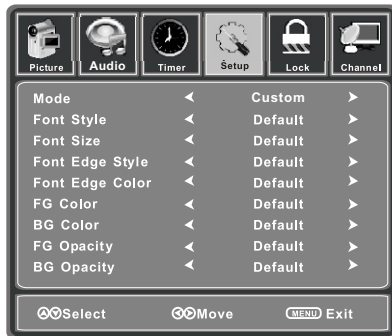 Picture Audio Timer Setup Lock Channel
Mode Custom
Font Style Default
Font Size Default
Font Edge Style Default
Font Edge Color Default
FG Color Default
BG Color Default
FG Opacity Default
BG Opacity Default
Select Move MENU Exit